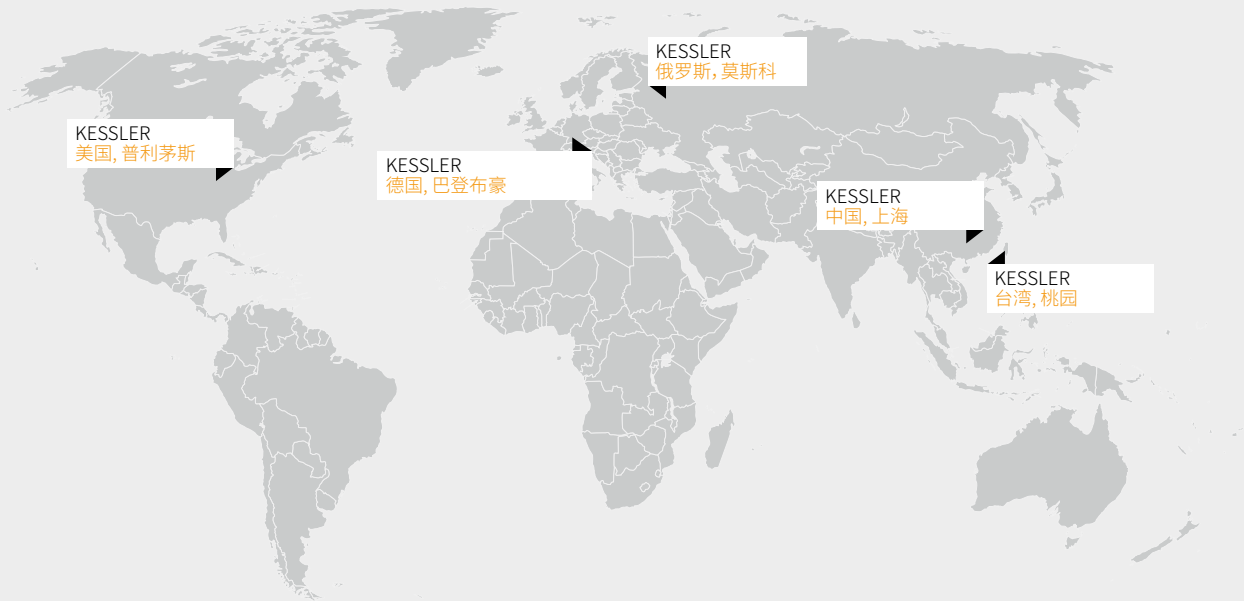 KESSLER
俄罗斯，莫斯科
KESSLER
美国, 普利茅斯
KESSLER
德国, 巴登布豪
KESSLER
中国, 上海
KESSLER
台湾, 桃园